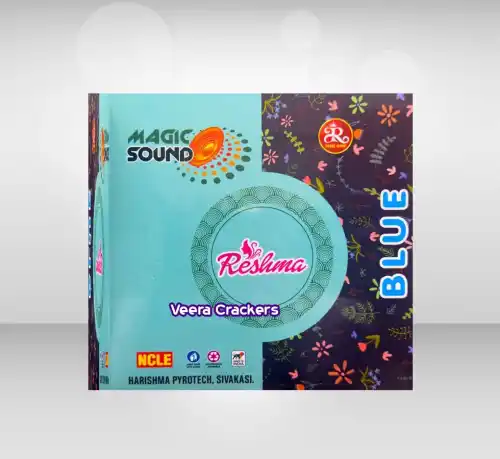 MAGIC
SOUND
R
BLUE
Reshma
Veera Crackers
NCLE
HARISHMA PYROTECH, SIVAKASI.